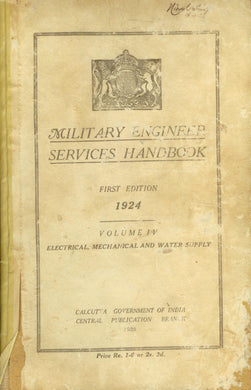 MILITARY ENGINEER
SERVICES HANDBOOK
FIRST EDITION
1924
VOLUME IV
ELECTRICAL, MECHANICAL AND WATER SUPPLY
CALCUTTA GOVERNMENT OF INDIA
CENTRAL PUBLICATION BRANCH
Price Re. 1-6 or 2s. 3d.